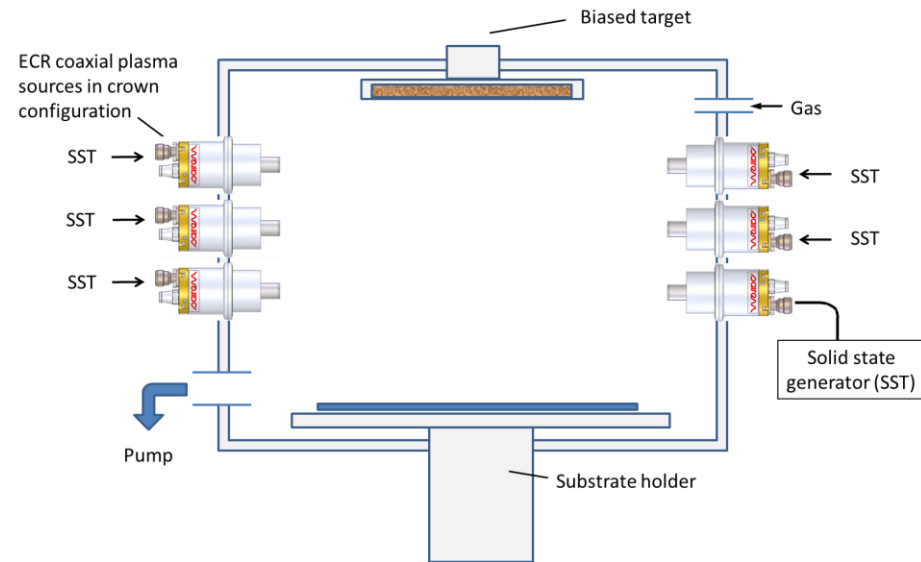 Biased target
ECR coaxial plasma
sources in crown
configuration
Gas
SST
SST
SST
SST
SST
Solid state
generator (SST)
Pump
Substrate holder